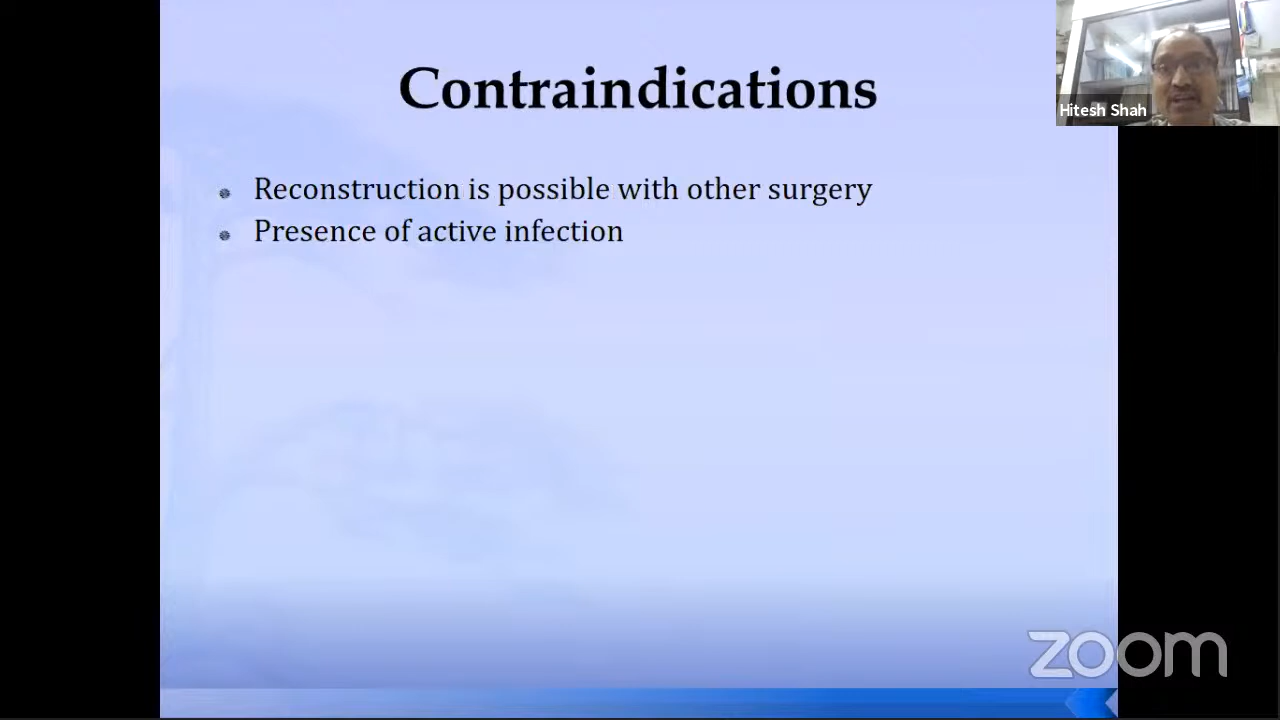 Contraindications
Hitesh Shah
Reconstruction is possible with other surgery
Presence of active infection
zoom